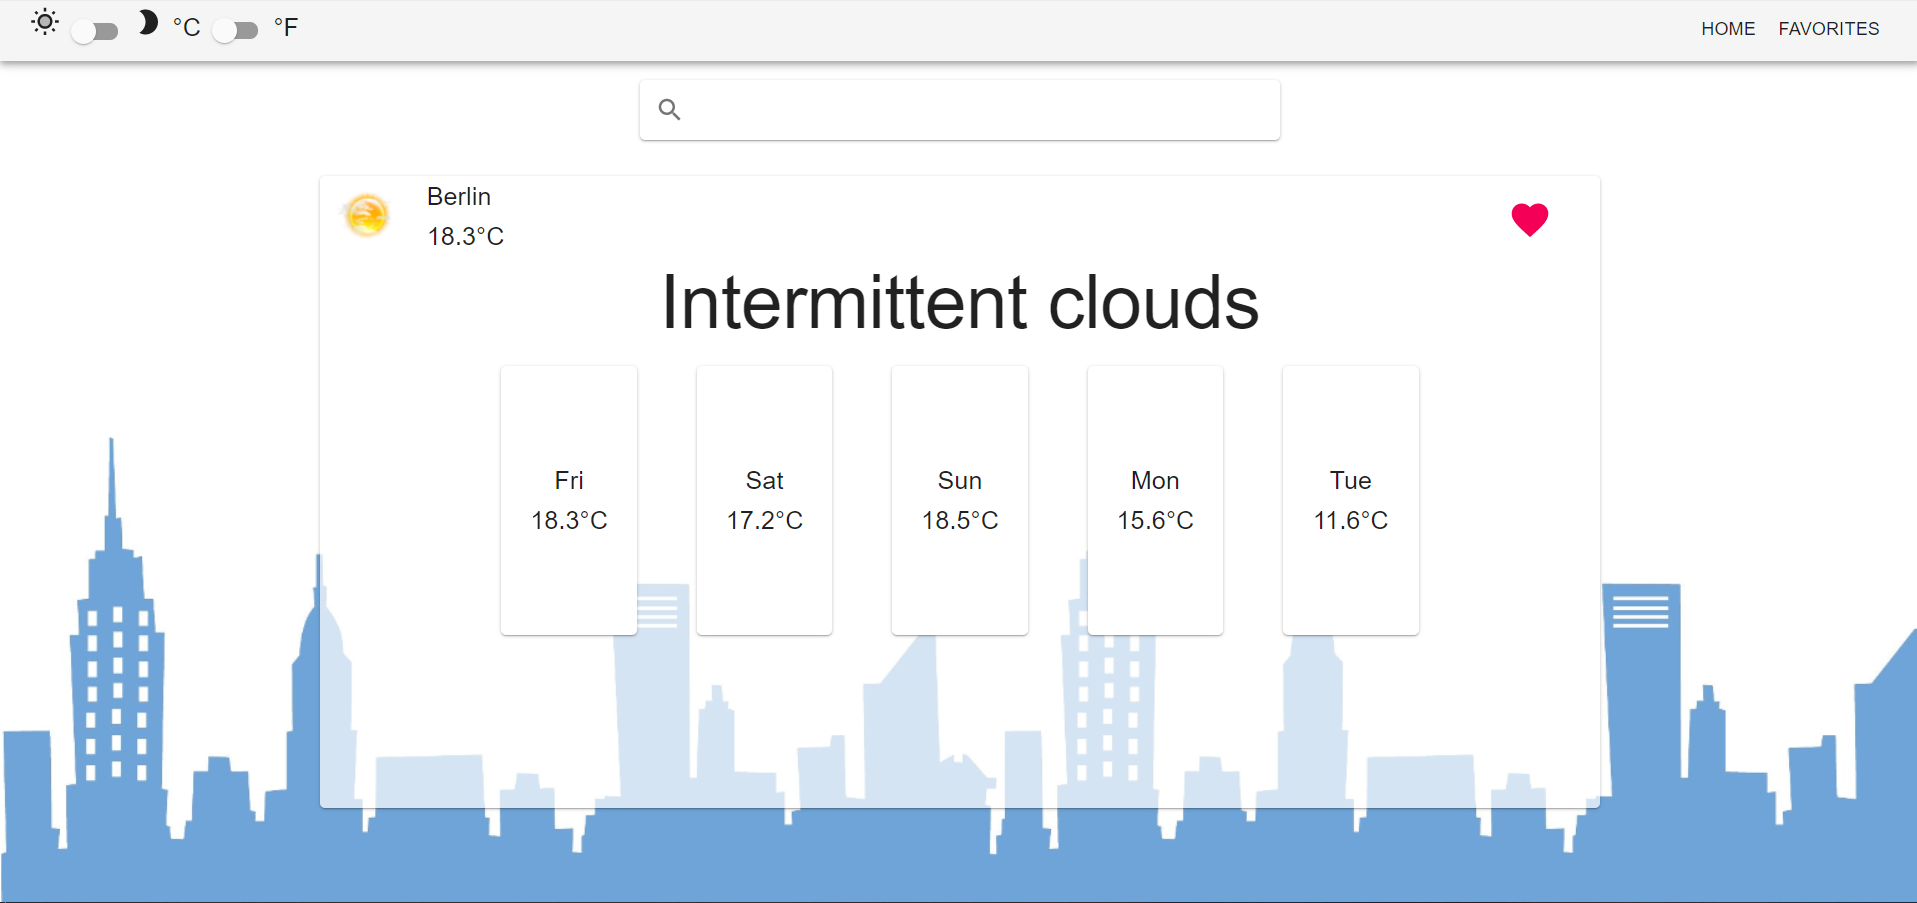 °C °F HOME FAVORITES
Berlin
18.3°C
Intermittent clouds
Fri
18.3°C
Sat
17.2°C
Sun
18.5°C
Mon
15.6°C
Tue
11.6°C